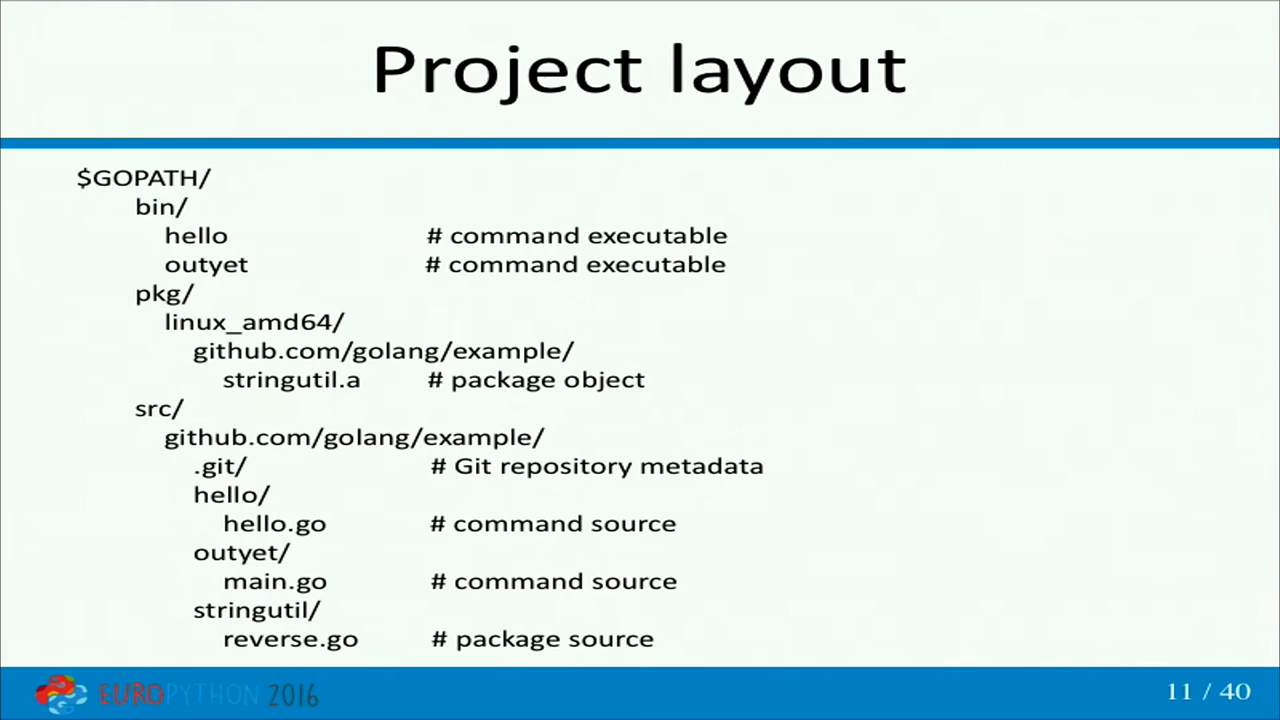 Project layout
$GOPATH/
bin/
hello # command executable
outyet # command executable
pkg/
linux_amd64/
github.com/golang/example/
stringutil.a # package object
src/
github.com/golang/example/
.git/ # Git repository metadata
hello/
hello.go # command source
outyet/
main.go # command source
stringutil/
reverse.go # package source
EUROPYTHON 2016
11 / 40